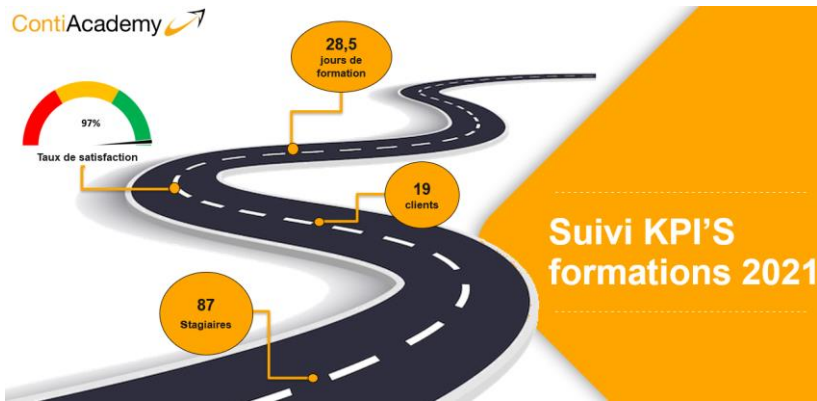 ContiAcademy
28,5
jours de
formation
97%
Taux de satisfaction
19
clients
Suivi KPI'S
formations 2021
87
Stagiaires